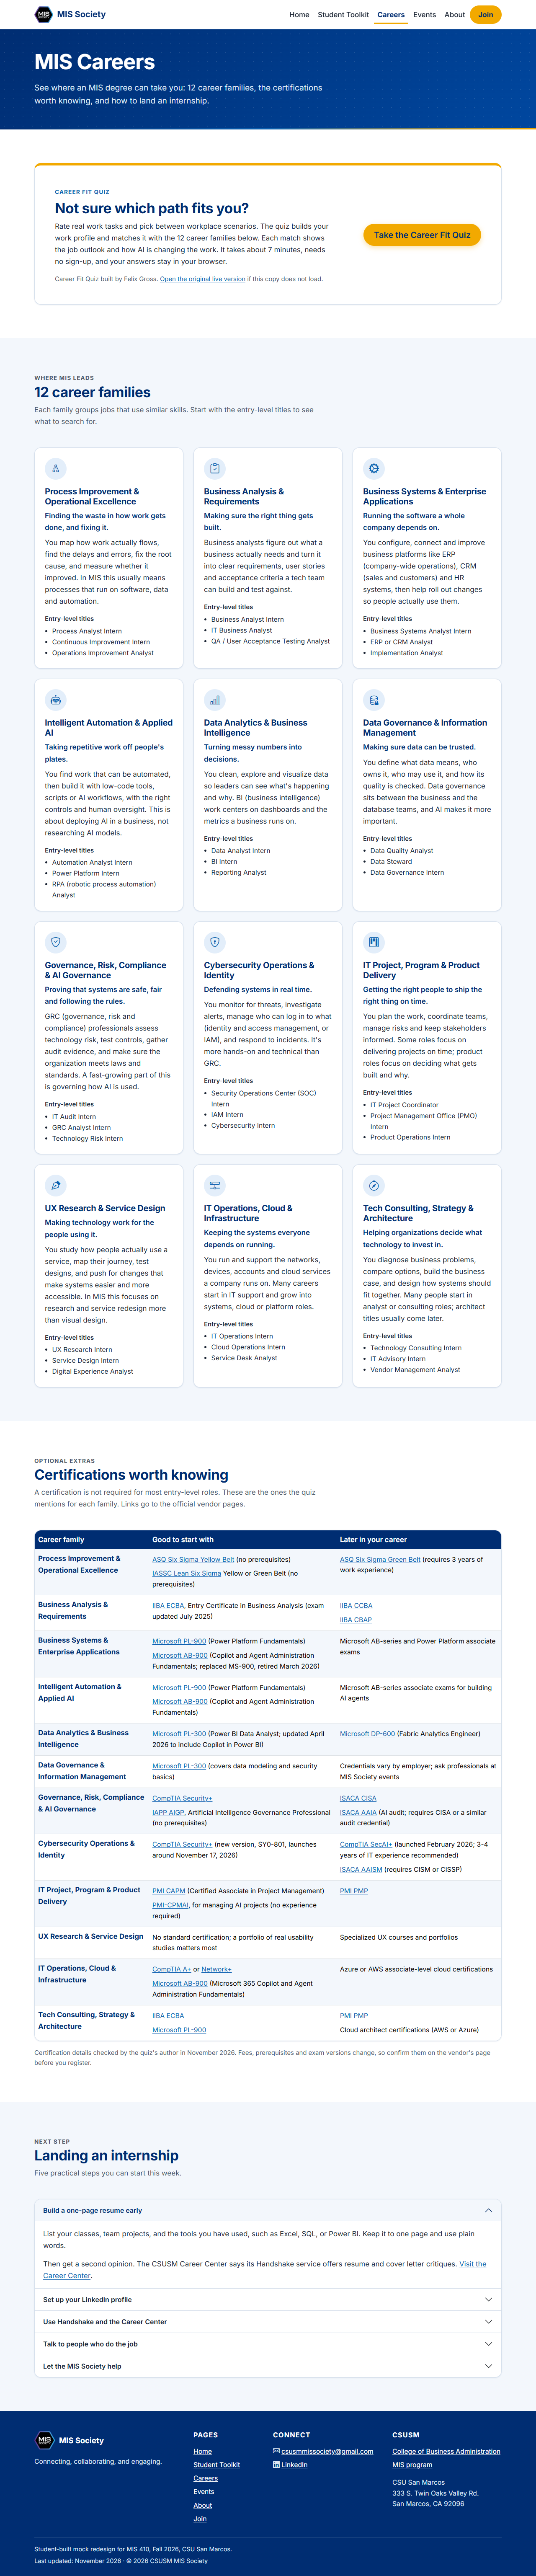 MIS Society
Home Student Toolkit Careers Events About Join
MIS Careers
See where an MIS degree can take you: 12 career families, the certifications
worth knowing, and how to land an internship.
CAREER FIT QUIZ
Not sure which path fits you?
Rate real work tasks and pick between workplace scenarios. The quiz builds your
work profile and matches it with the 12 career families below. Each match shows
the job outlook and how AI is changing the work. It takes about 7 minutes, needs
no sign-up, and your answers stay in your browser.
Career Fit Quiz built by Felix Gross. Open the original live version if this copy does not load.
Take the Career Fit Quiz
WHERE MIS LEADS
12 career families
Each family groups jobs that use similar skills. Start with the entry-level titles to see
what to search for.
Process Improvement &
Operational Excellence
Finding the waste in how work gets
done, and fixing it.
You map how work actually flows,
find the delays and errors, fix the root
cause, and measure whether it
improved. In MIS this usually means
processes that run on software, data
and automation.
Entry-level titles
• Process Analyst Intern
• Continuous Improvement Intern
• Operations Improvement Analyst
Business Analysis &
Requirements
Making sure the right thing gets
built.
Business analysts figure out what a
business actually needs and turn it
into clear requirements, user stories
and acceptance criteria a tech team
can build and test against.
Entry-level titles
• Business Analyst Intern
• IT Business Analyst
• QA / User Acceptance Testing Analyst
Business Systems & Enterprise
Applications
Running the software a whole
company depends on.
You configure, connect and improve
business platforms like ERP
(company-wide operations), CRM
(sales and customers) and HR
systems, then help roll out changes
so people actually use them.
Entry-level titles
• Business Systems Analyst Intern
• ERP or CRM Analyst
• Implementation Analyst
Intelligent Automation & Applied
AI
Taking repetitive work off people's
plates.
You find work that can be automated,
then build it with low-code tools,
scripts or AI workflows, with the right
controls and human oversight. This is
about deploying AI in a business, not
researching AI models.
Entry-level titles
• Automation Analyst Intern
• Power Platform Intern
• RPA (robotic process automation)
Analyst
Data Analytics & Business
Intelligence
Turning messy numbers into
decisions.
You clean, explore and visualize data
so leaders can see what's happening
and why. BI (business intelligence)
work centers on dashboards and the
metrics a business runs on.
Entry-level titles
• Data Analyst Intern
• BI Intern
• Reporting Analyst
Data Governance & Information
Management
Making sure data can be trusted.
You define what data means, who
owns it, who may use it, and how its
quality is checked. Data governance
sits between the business and the
database teams, and AI makes it more
important.
Entry-level titles
• Data Quality Analyst
• Data Steward
• Data Governance Intern
Governance, Risk, Compliance
& AI Governance
Proving that systems are safe, fair
and following the rules.
GRC (governance, risk and
compliance) professionals assess
technology risk, test controls, gather
audit evidence, and make sure the
organization meets laws and
standards. A fast-growing part of this
is governing how AI is used.
Entry-level titles
• IT Audit Intern
• GRC Analyst Intern
• Technology Risk Intern
Cybersecurity Operations &
Identity
Defending systems in real time.
You monitor for threats, investigate
alerts, manage who can log in to what
(identity and access management, or
IAM), and respond to incidents. It's
more hands-on and technical than
GRC.
Entry-level titles
• Security Operations Center (SOC)
Intern
• IAM Intern
• Cybersecurity Intern
IT Project, Program & Product
Delivery
Getting the right people to ship the
right thing on time.
You plan the work, coordinate teams,
manage risks and keep stakeholders
informed. Some roles focus on
delivering projects on time; product
roles focus on deciding what gets
built and why.
Entry-level titles
• IT Project Coordinator
• Project Management Office (PMO)
Intern
• Product Operations Intern
UX Research & Service Design
Making technology work for the
people using it.
You study how people actually use a
service, map their journey, test
designs, and push for changes that
make systems easier and more
accessible. In MIS this focuses on
research and service redesign more
than visual design.
Entry-level titles
• UX Research Intern
• Service Design Intern
• Digital Experience Analyst
IT Operations, Cloud &
Infrastructure
Keeping the systems everyone
depends on running.
You run and support the networks,
devices, accounts and cloud services
a company runs on. Many careers
start in IT support and grow into
systems, cloud or platform roles.
Entry-level titles
• IT Operations Intern
• Cloud Operations Intern
• Service Desk Analyst
Tech Consulting, Strategy &
Architecture
Helping organizations decide what
technology to invest in.
You diagnose business problems,
compare options, build the business
case, and design how systems should
fit together. Many people start in
analyst or consulting roles; architect
titles usually come later.
Entry-level titles
• Technology Consulting Intern
• IT Advisory Intern
• Vendor Management Analyst
OPTIONAL EXTRAS
Certifications worth knowing
A certification is not required for most entry-level roles. These are the ones the quiz
mentions for each family. Links go to the official vendor pages.
Career family Good to start with Later in your career
Process Improvement &
Operational Excellence
ASQ Six Sigma Yellow Belt (no prerequisites)
IASSC Lean Six Sigma Yellow or Green Belt (no
prerequisites)
ASQ Six Sigma Green Belt (requires 3 years of
work experience)
Business Analysis &
Requirements
IIBA ECBA, Entry Certificate in Business Analysis (exam
updated July 2025)
IIBA CCBA
IIBA CBAP
Business Systems &
Enterprise Applications
Microsoft PL-900 (Power Platform Fundamentals)
Microsoft AB-900 (Copilot and Agent Administration
Fundamentals; replaced MS-900, retired March 2026)
Microsoft AB-series and Power Platform associate
exams
Intelligent Automation &
Applied AI
Microsoft PL-900 (Power Platform Fundamentals)
Microsoft AB-900 (Copilot and Agent Administration
Fundamentals)
Microsoft AB-series associate exams for building
AI agents
Data Analytics & Business
Intelligence
Microsoft PL-300 (Power BI Data Analyst; updated April
2026 to include Copilot in Power BI)
Microsoft DP-600 (Fabric Analytics Engineer)
Data Governance &
Information Management
Microsoft PL-300 (covers data modeling and security
basics)
Credentials vary by employer; ask professionals at
MIS Society events
Governance, Risk, Compliance
& AI Governance
CompTIA Security+
IAPP AIGP, Artificial Intelligence Governance Professional
(no prerequisites)
ISACA CISA
ISACA AAIA (AI audit; requires CISA or a similar
audit credential)
Cybersecurity Operations &
Identity
CompTIA Security+ (new version, SY0-801, launches
around November 17, 2026)
CompTIA SecAI+ (launched February 2026; 3-4
years of IT experience recommended)
ISACA AAISM (requires CISM or CISSP)
IT Project, Program & Product
Delivery
PMI CAPM (Certified Associate in Project Management)
PMI-CPMAI, for managing AI projects (no experience
required)
PMI PMP
UX Research & Service Design
No standard certification; a portfolio of real usability
studies matters most
Specialized UX courses and portfolios
IT Operations, Cloud &
Infrastructure
CompTIA A+ or Network+
Microsoft AB-900 (Microsoft 365 Copilot and Agent
Administration Fundamentals)
Azure or AWS associate-level cloud certifications
Tech Consulting, Strategy &
Architecture
IIBA ECBA
Microsoft PL-900
PMI PMP
Cloud architect certifications (AWS or Azure)
Certification details checked by the quiz's author in November 2026. Fees, prerequisites and exam versions change, so confirm them on the vendor's page
before you register.
NEXT STEP
Landing an internship
Five practical steps you can start this week.
Build a one-page resume early
List your classes, team projects, and the tools you have used, such as Excel, SQL, or Power BI. Keep it to one page and use plain
words.
Then get a second opinion. The CSUSM Career Center says its Handshake service offers resume and cover letter critiques. Visit the
Career Center.
Set up your LinkedIn profile
Use Handshake and the Career Center
Talk to people who do the job
Let the MIS Society help
MIS
MIS Society
Connecting, collaborating, and engaging.
PAGES
Home
Student Toolkit
Careers
Events
About
Join
CONNECT
csusmmissociety@gmail.com
LinkedIn
CSUSM
College of Business Administration
MIS program
CSU San Marcos
333 S. Twin Oaks Valley Rd.
San Marcos, CA 92096
Student-built mock redesign for MIS 410, Fall 2026, CSU San Marcos.
Last updated: November 2026 · © 2026 CSUSM MIS Society